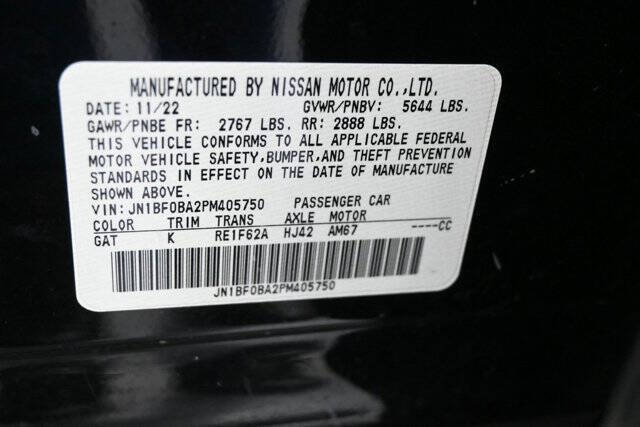 MANUFACTURED BY NISSAN MOTOR CO.,LTD.
DATE: 11/22 GVWR/PNBV: 5644 LBS.
GAWR/PNBE FR: 2767 LBS. RR: 2888 LBS.
THIS VEHICLE CONFORMS TO ALL APPLICABLE FEDERAL
MOTOR VEHICLE SAFETY,BUMPER,AND THEFT PREVENTION
STANDARDS IN EFFECT ON THE DATE OF MANUFACTURE
SHOWN ABOVE.
VIN: JN1BF0BA2PM405750 PASSENGER CAR
COLOR TRIM TRANS AXLE MOTOR
GAT K RE1F62A HJ42 AM67 ----CC
JN1BF0BA2PM405750